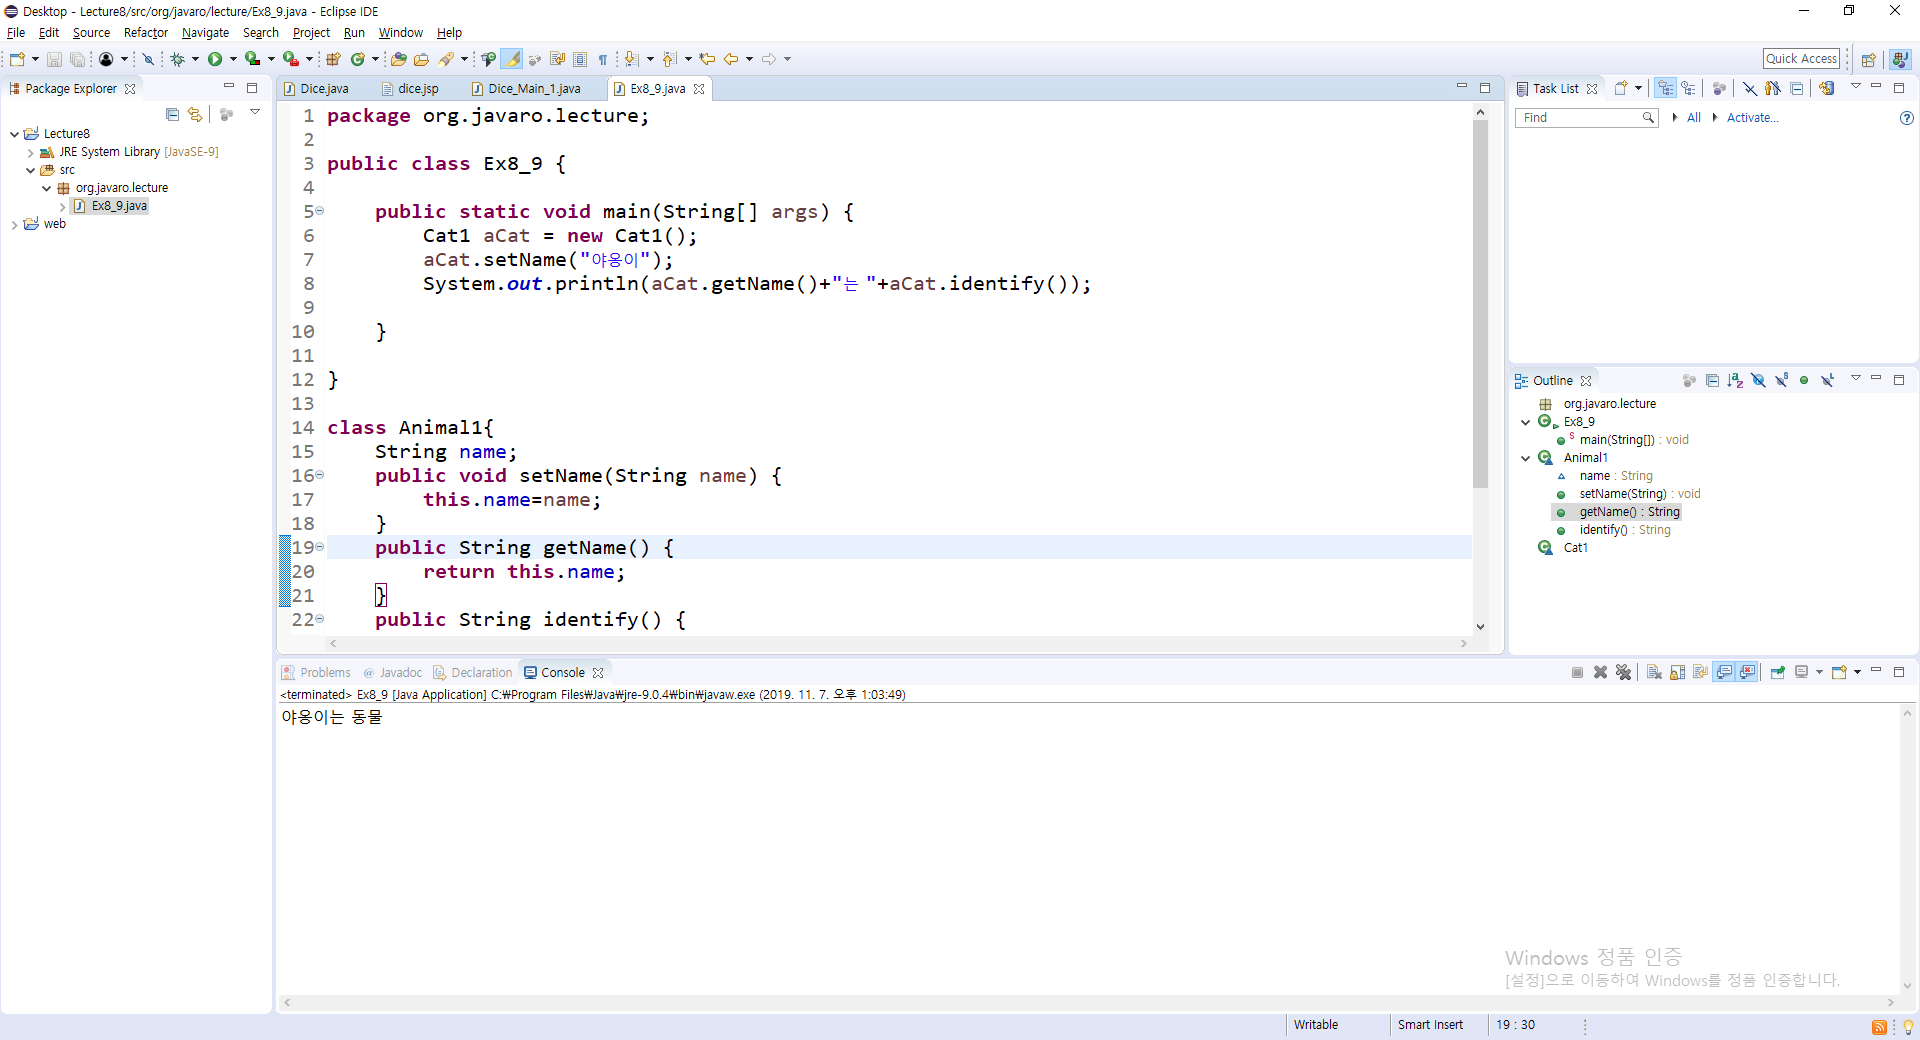 Desktop - Lecture8/src/org/javaro/lecture/Ex8_9.java - Eclipse IDE
File Edit Source Refactor Navigate Search Project Run Window Help
Quick Access
Package Explorer
Lecture8
JRE System Library [JavaSE-9]
src
org.javaro.lecture
Ex8_9.java
web
Dice.java dice.jsp Dice_Main_1.java Ex8_9.java
1 package org.javaro.lecture;
2
3 public class Ex8_9 {
4
5 public static void main(String[] args) {
6 Cat1 aCat = new Cat1();
7 aCat.setName("야옹이");
8 System.out.println(aCat.getName()+"는 "+aCat.identify());
9
10 }
11
12 }
13
14 class Animal1{
15 String name;
16 public void setName(String name) {
17 this.name=name;
18 }
19 public String getName() {
20 return this.name;
21 }
22 public String identify() {
Task List
Find All Activate...
Outline
org.javaro.lecture
Ex8_9
main(String[]) : void
Animal1
name : String
setName(String) : void
getName() : String
identify() : String
Cat1
Problems @ Javadoc Declaration Console
<terminated> Ex8_9 [Java Application] C:₩Program Files₩Java₩jre-9.0.4₩bin₩javaw.exe (2019. 11. 7. 오후 1:03:49)
야옹이는 동물
Windows 정품 인증
[설정]으로 이동하여 Windows를 정품 인증합니다.
Writable Smart Insert 19 : 30